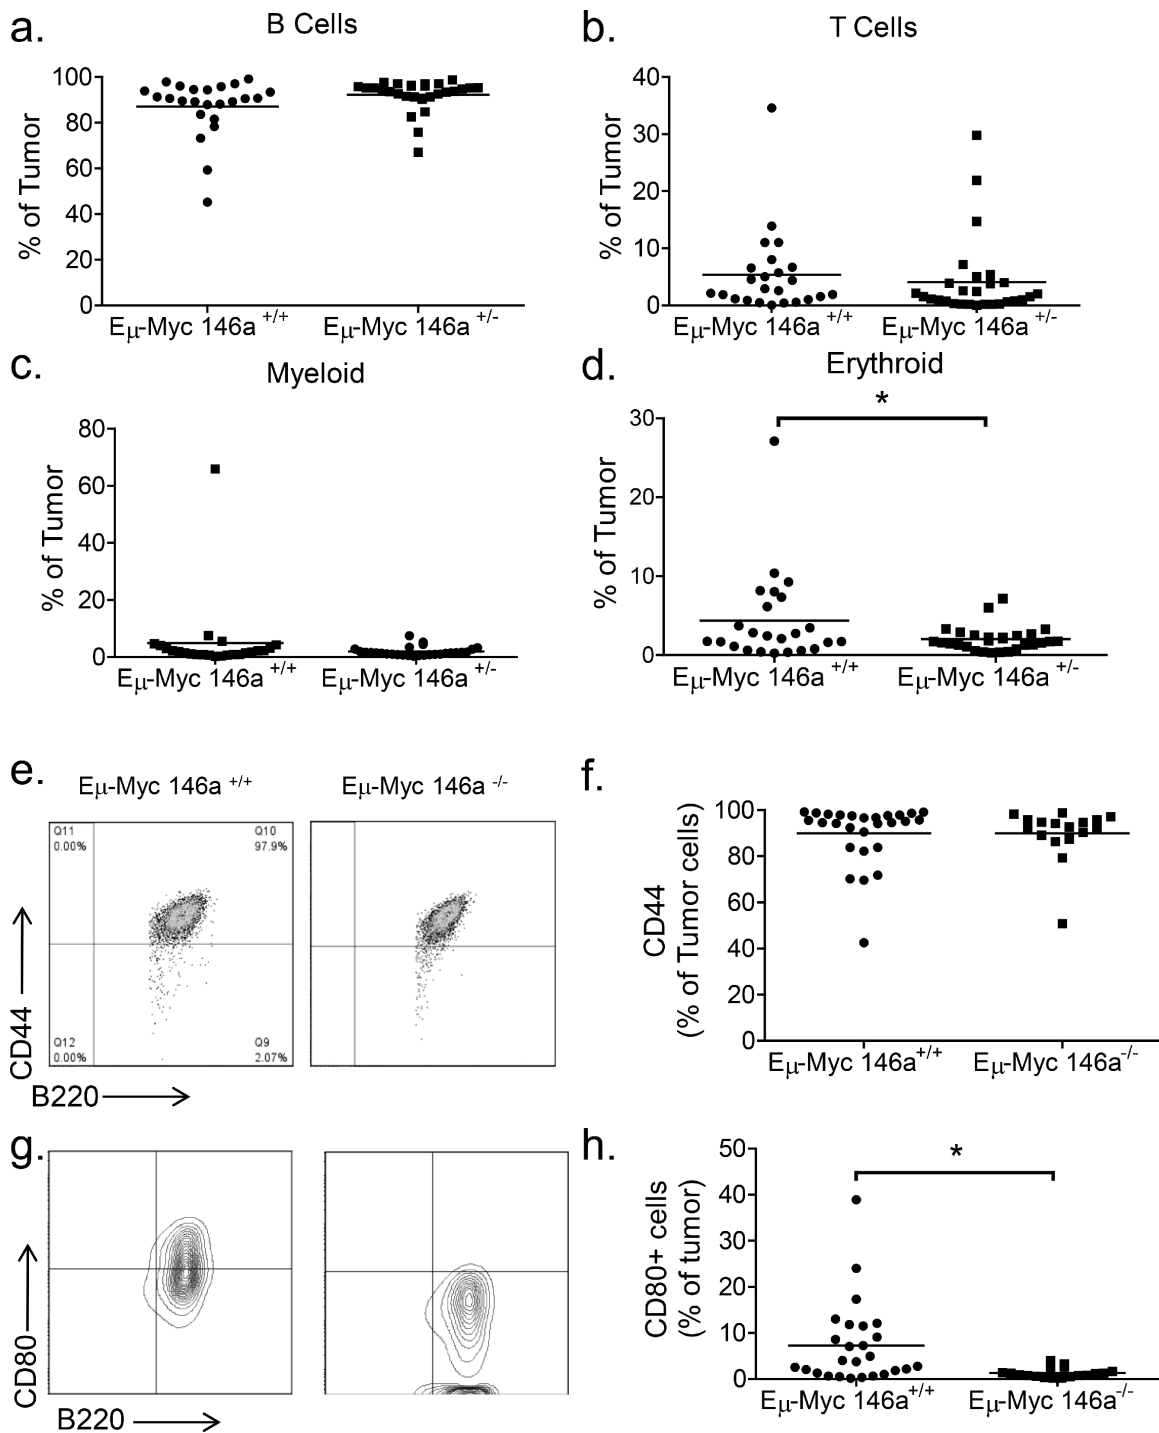 a.
B Cells
% of Tumor
100
80
60
40
20
0
Eμ-Myc 146a +/+
Eμ-Myc 146a +/-
b.
T Cells
% of Tumor
40
30
20
10
0
Eμ-Myc 146a +/+
Eμ-Myc 146a +/-
c.
Myeloid
% of Tumor
80
60
40
20
0
Eμ-Myc 146a +/+
Eμ-Myc 146a +/-
d.
Erythroid
*
% of Tumor
30
20
10
0
Eμ-Myc 146a +/+
Eμ-Myc 146a +/-
e.
Eμ-Myc 146a +/+
Eμ-Myc 146a -/-
Q11
0.00%
Q10
97.9%
Q12
0.00%
Q9
2.07%
CD44
B220
f.
CD44
(% of Tumor cells)
100
80
60
40
20
0
Eμ-Myc 146a+/+
Eμ-Myc 146a-/-
g.
CD80
B220
h.
*
CD80+ cells
(% of tumor)
50
40
30
20
10
0
Eμ-Myc 146a+/+
Eμ-Myc 146a-/-